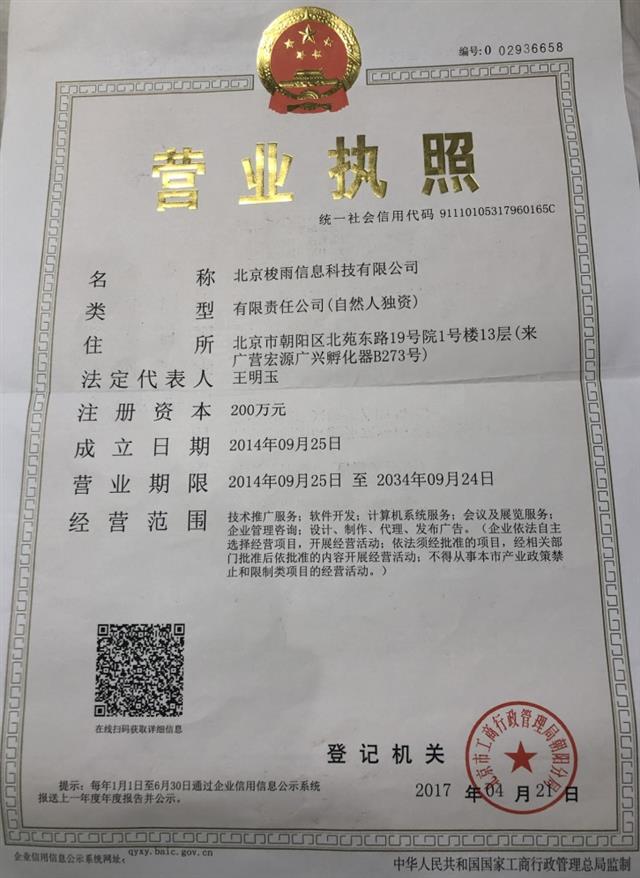 编号:0 02936658
营业执照
统一社会信用代码 91110105317960165C
名称 北京梭雨信息科技有限公司
类型 有限责任公司(自然人独资)
住所 北京市朝阳区北苑东路19号院1号楼13层(来
广营宏源广兴孵化器B273号)
法定代表人 王明玉
注册资本 200万元
成立日期 2014年09月25日
营业期限 2014年09月25日 至 2034年09月24日
经营范围 技术推广服务；软件开发；计算机系统服务；会议及展览服务；
企业管理咨询；设计、制作、代理、发布广告。（企业依法自主
选择经营项目，开展经营活动；依法须经批准的项目，经相关部
门批准后依批准的内容开展经营活动；不得从事本市产业政策禁
止和限制类项目的经营活动。）
在线扫码获取详细信息
登记机关
北京市工商行政管理局朝阳分局
2017 年 04 月 21 日
提示：每年1月1日至6月30日通过企业信用信息公示系统
报送上一年度年度报告并公示。
企业信用信息公示系统网址：qyxy.baic.gov.cn
中华人民共和国国家工商行政管理总局监制